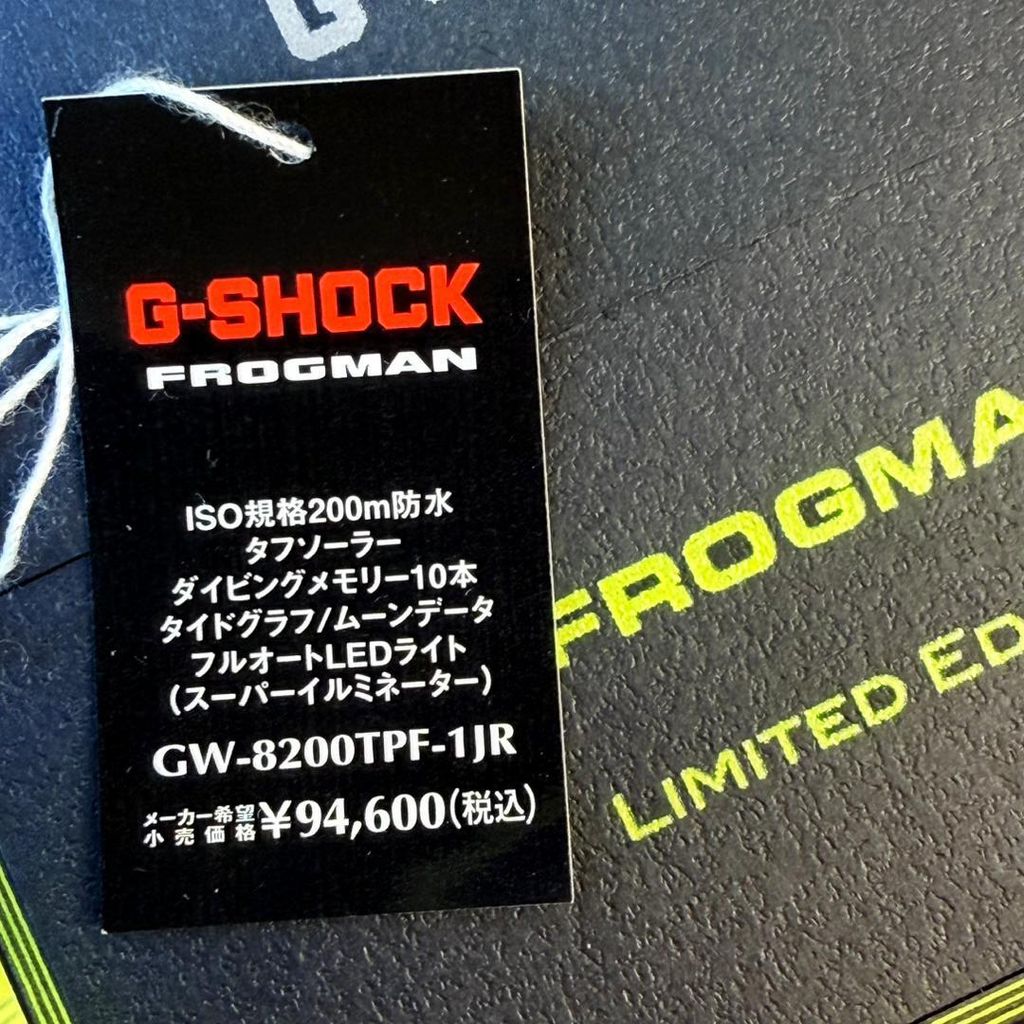 G-SHOCK
FROGMAN
ISO規格200m防水
タフソーラー
ダイビングメモリー10本
タイドグラフ/ムーンデータ
フルオートLEDライト
(スーパーイルミネーター)
GW-8200TPF-1JR
メーカー希望
小売価格 ¥94,600(税込)
FROGMA
LIMITED ED